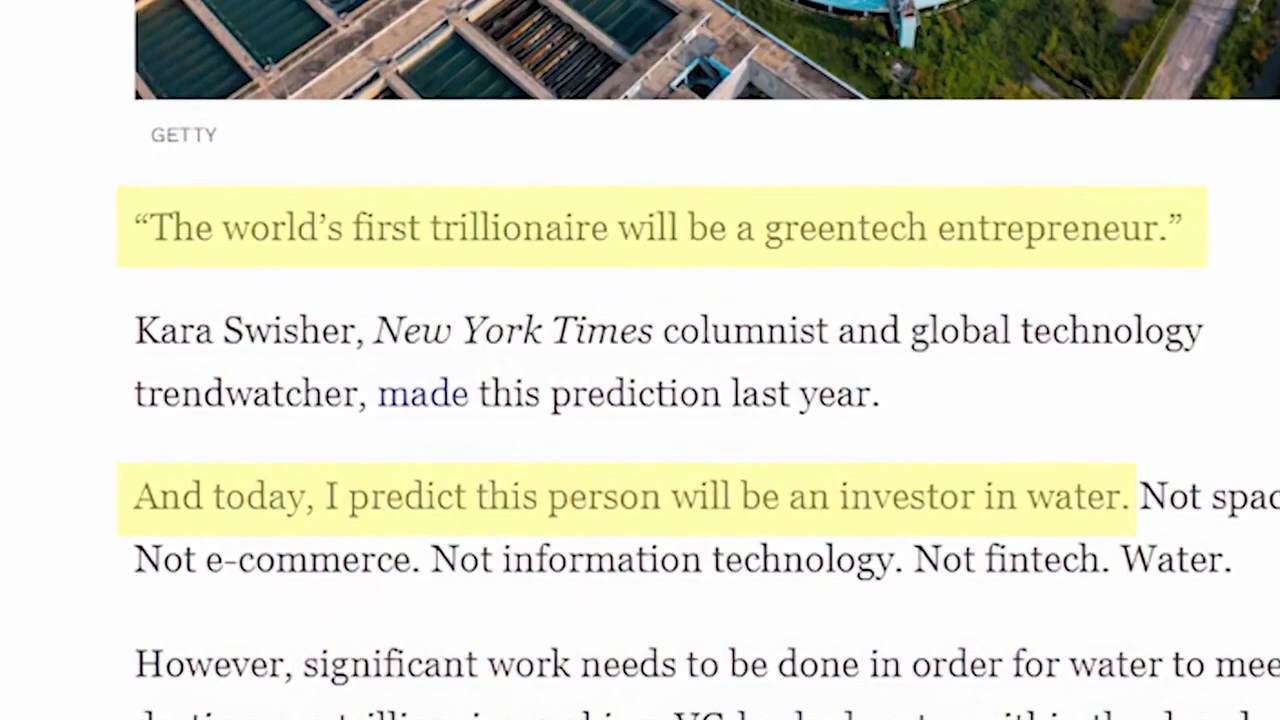 GETTY
“The world’s first trillionaire will be a greentech entrepreneur.”
Kara Swisher, New York Times columnist and global technology
trendwatcher, made this prediction last year.
And today, I predict this person will be an investor in water. Not
Not e-commerce. Not information technology. Not fintech. Water.
However, significant work needs to be done in order for water to